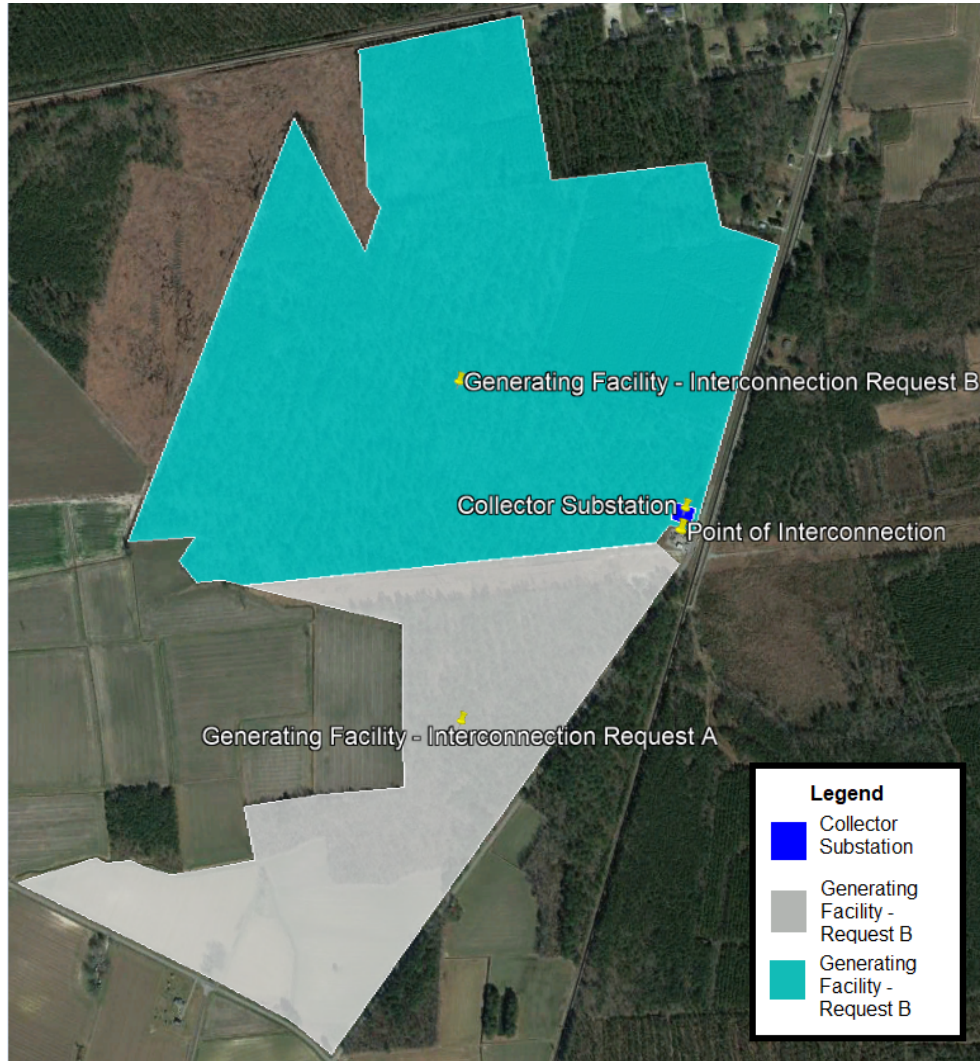 Generating Facility - Interconnection Request B
Collector Substation
Point of Interconnection
Generating Facility - Interconnection Request A
Legend
Collector
Substation
Generating
Facility -
Request B
Generating
Facility -
Request B